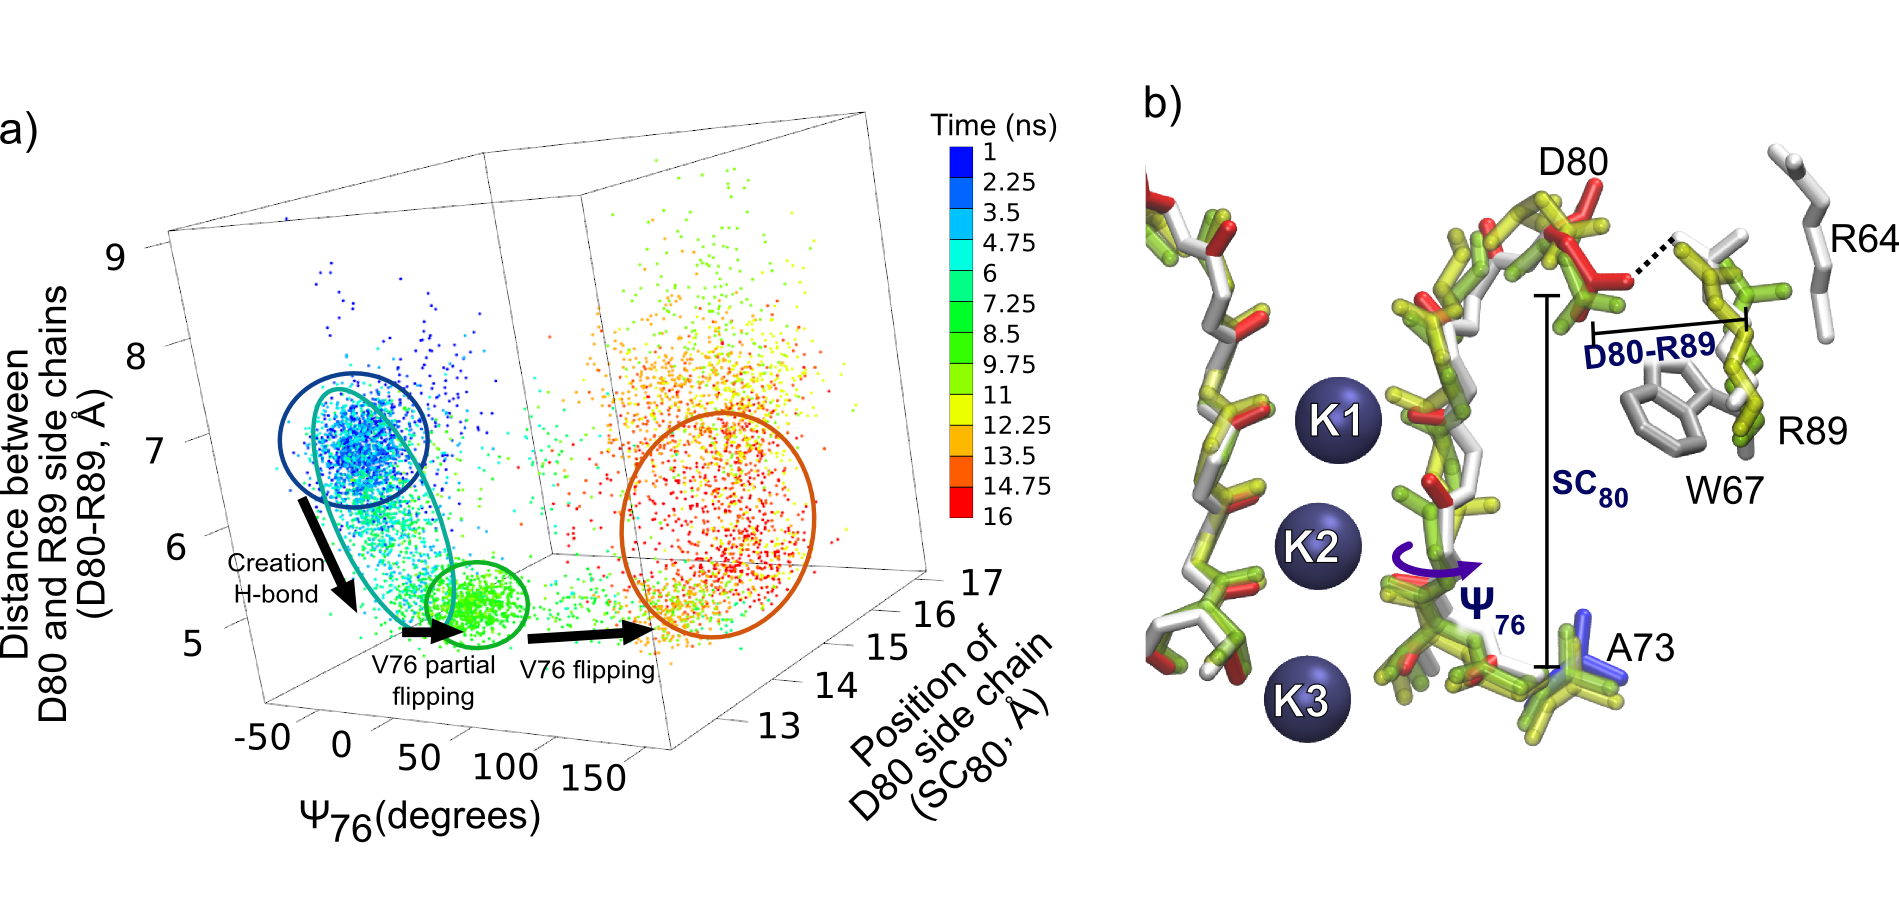 a)
Distance between
D80 and R89 side chains
(D80-R89, Å)
9
8
7
6
5
Creation
H-bond
V76 partial
flipping
V76 flipping
-50
0
50
100
150
Ψ76(degrees)
13
14
15
16
17
Position of
D80 side chain
(SC80, Å)
Time (ns)
1
2.25
3.5
4.75
6
7.25
8.5
9.75
11
12.25
13.5
14.75
16
b)
D80
R64
D80-R89
K1
R89
SC80
W67
K2
Ψ76
A73
K3